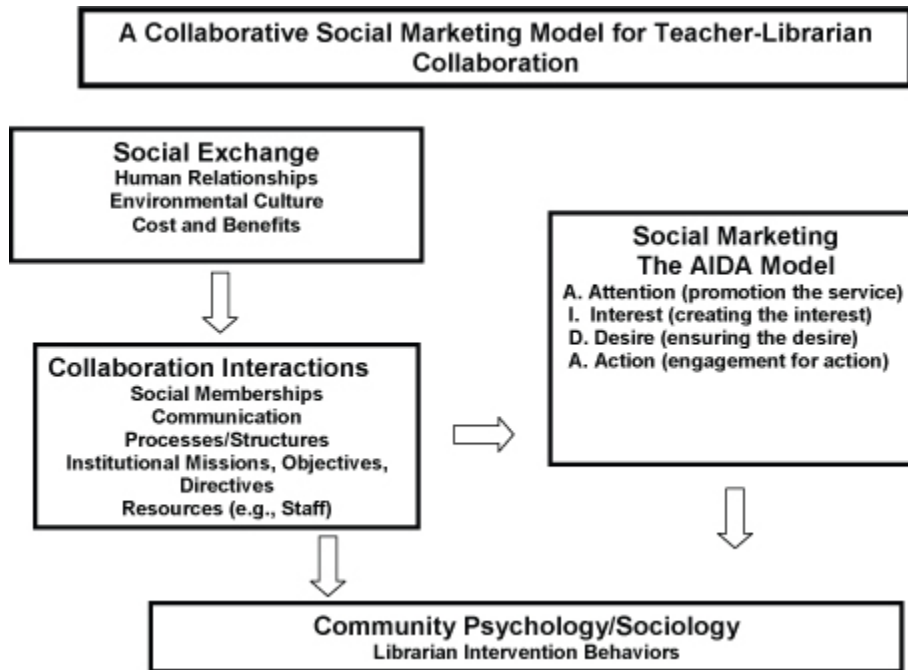 A Collaborative Social Marketing Model for Teacher-Librarian
Collaboration
Social Exchange
Human Relationships
Environmental Culture
Cost and Benefits
Collaboration Interactions
Social Memberships
Communication
Processes/Structures
Institutional Missions, Objectives,
Directives
Resources (e.g., Staff)
Social Marketing
The AIDA Model
A. Attention (promotion the service)
I. Interest (creating the interest)
D. Desire (ensuring the desire)
A. Action (engagement for action)
Community Psychology/Sociology
Librarian Intervention Behaviors